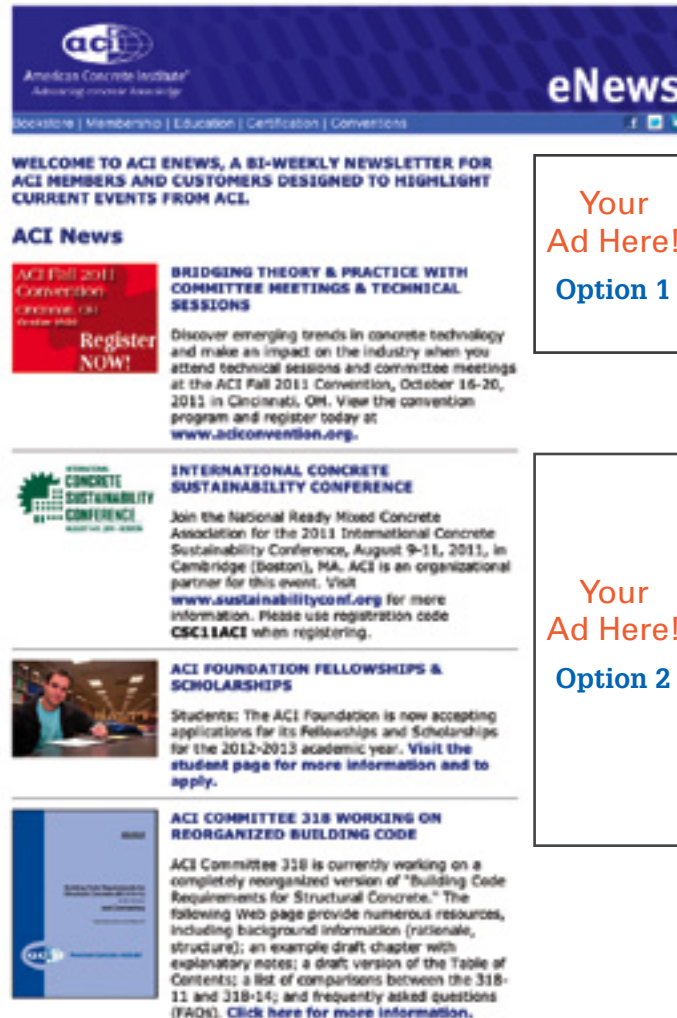 aci
American Concrete Institute®
Advancing concrete knowledge
eNews
Bookstore | Membership | Education | Certification | Conventions
WELCOME TO ACI ENEWS, A BI-WEEKLY NEWSLETTER FOR
ACI MEMBERS AND CUSTOMERS DESIGNED TO HIGHLIGHT
CURRENT EVENTS FROM ACI.
ACI News
ACI Fall 2011
Convention
Cincinnati, OH
Register
NOW!
BRIDGING THEORY & PRACTICE WITH
COMMITTEE MEETINGS & TECHNICAL
SESSIONS
Discover emerging trends in concrete technology
and make an impact on the industry when you
attend technical sessions and committee meetings
at the ACI Fall 2011 Convention, October 16-20,
2011 in Cincinnati, OH. View the convention
program and register today at
www.aciconvention.org.
INTERNATIONAL
CONCRETE
SUSTAINABILITY
CONFERENCE
INTERNATIONAL CONCRETE
SUSTAINABILITY CONFERENCE
Join the National Ready Mixed Concrete
Association for the 2011 International Concrete
Sustainability Conference, August 9-11, 2011, in
Cambridge (Boston), MA. ACI is an organizational
partner for this event. Visit
www.sustainabilityconf.org for more
information. Please use registration code
CSC11ACI when registering.
ACI FOUNDATION FELLOWSHIPS &
SCHOLARSHIPS
Students: The ACI Foundation is now accepting
applications for its Fellowships and Scholarships
for the 2012-2013 academic year. Visit the
student page for more information and to
apply.
ACI COMMITTEE 318 WORKING ON
REORGANIZED BUILDING CODE
ACI Committee 318 is currently working on a
completely reorganized version of "Building Code
Requirements for Structural Concrete." The
following Web page provide numerous resources,
including background information (rationale,
structure); an example draft chapter with
explanatory notes; a draft version of the Table of
Contents; a list of comparisons between the 318-
11 and 318-14; and frequently asked questions
(FAQs). Click here for more information.
aci
Your
Ad Here!
Option 1
Your
Ad Here!
Option 2